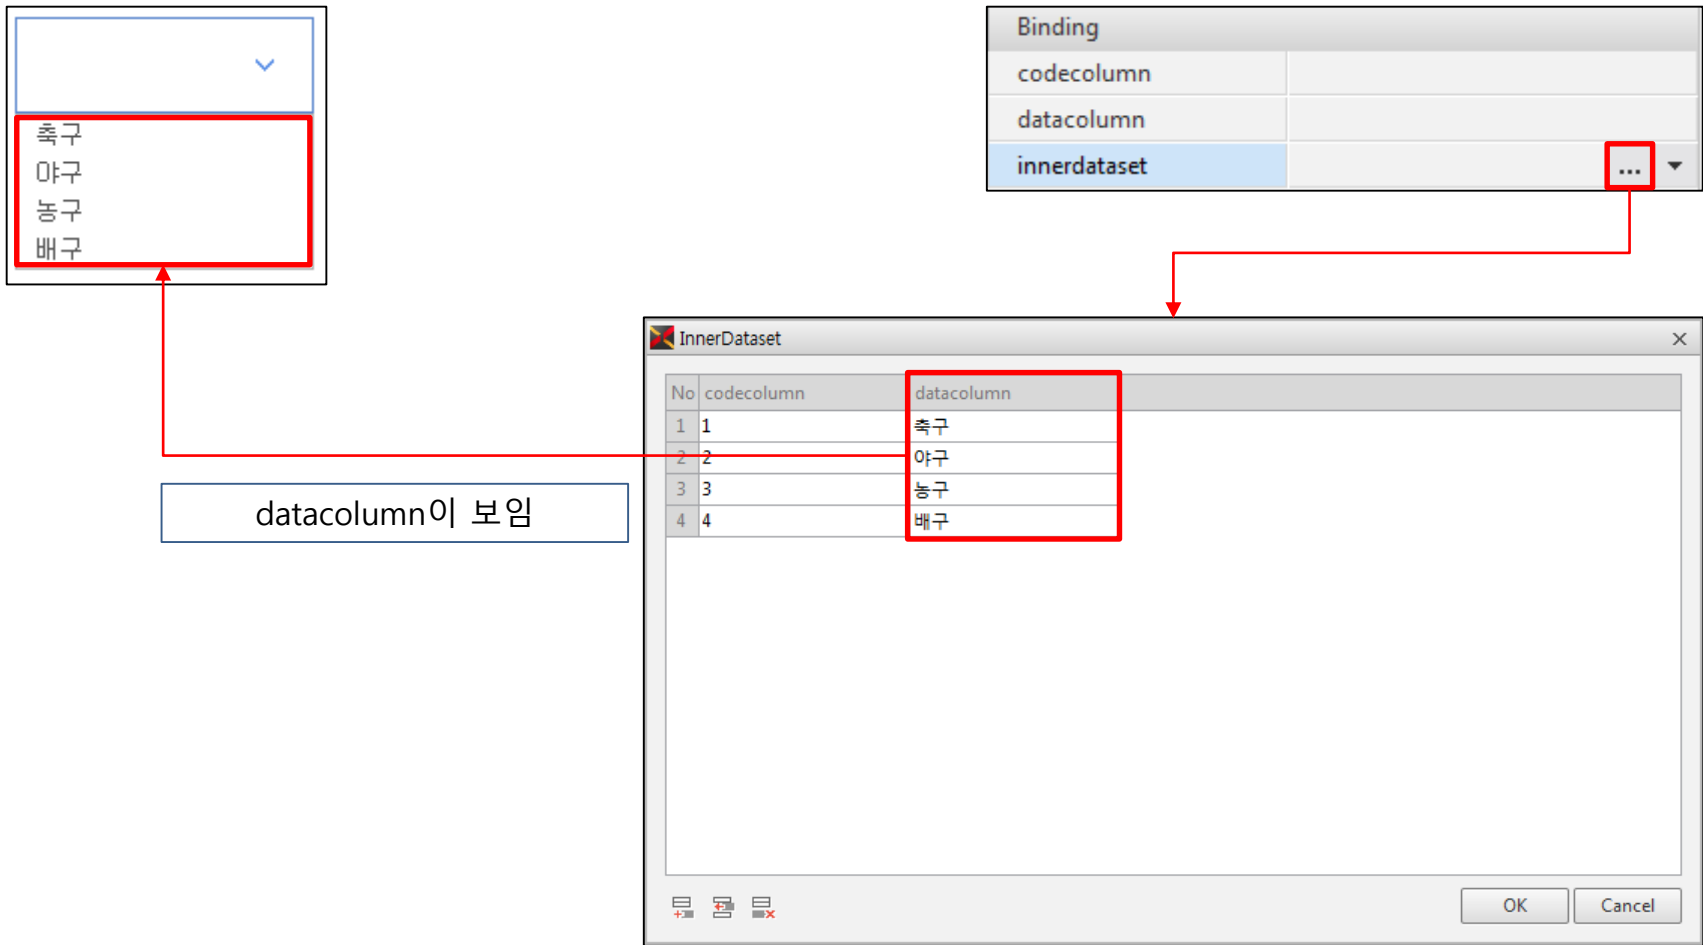 축구
야구
농구
배구
Binding
codecolumn
datacolumn
innerdataset ...
InnerDataset
No codecolumn datacolumn
1 1 축구
2 2 야구
3 3 농구
4 4 배구
datacolumn이 보임
OK Cancel